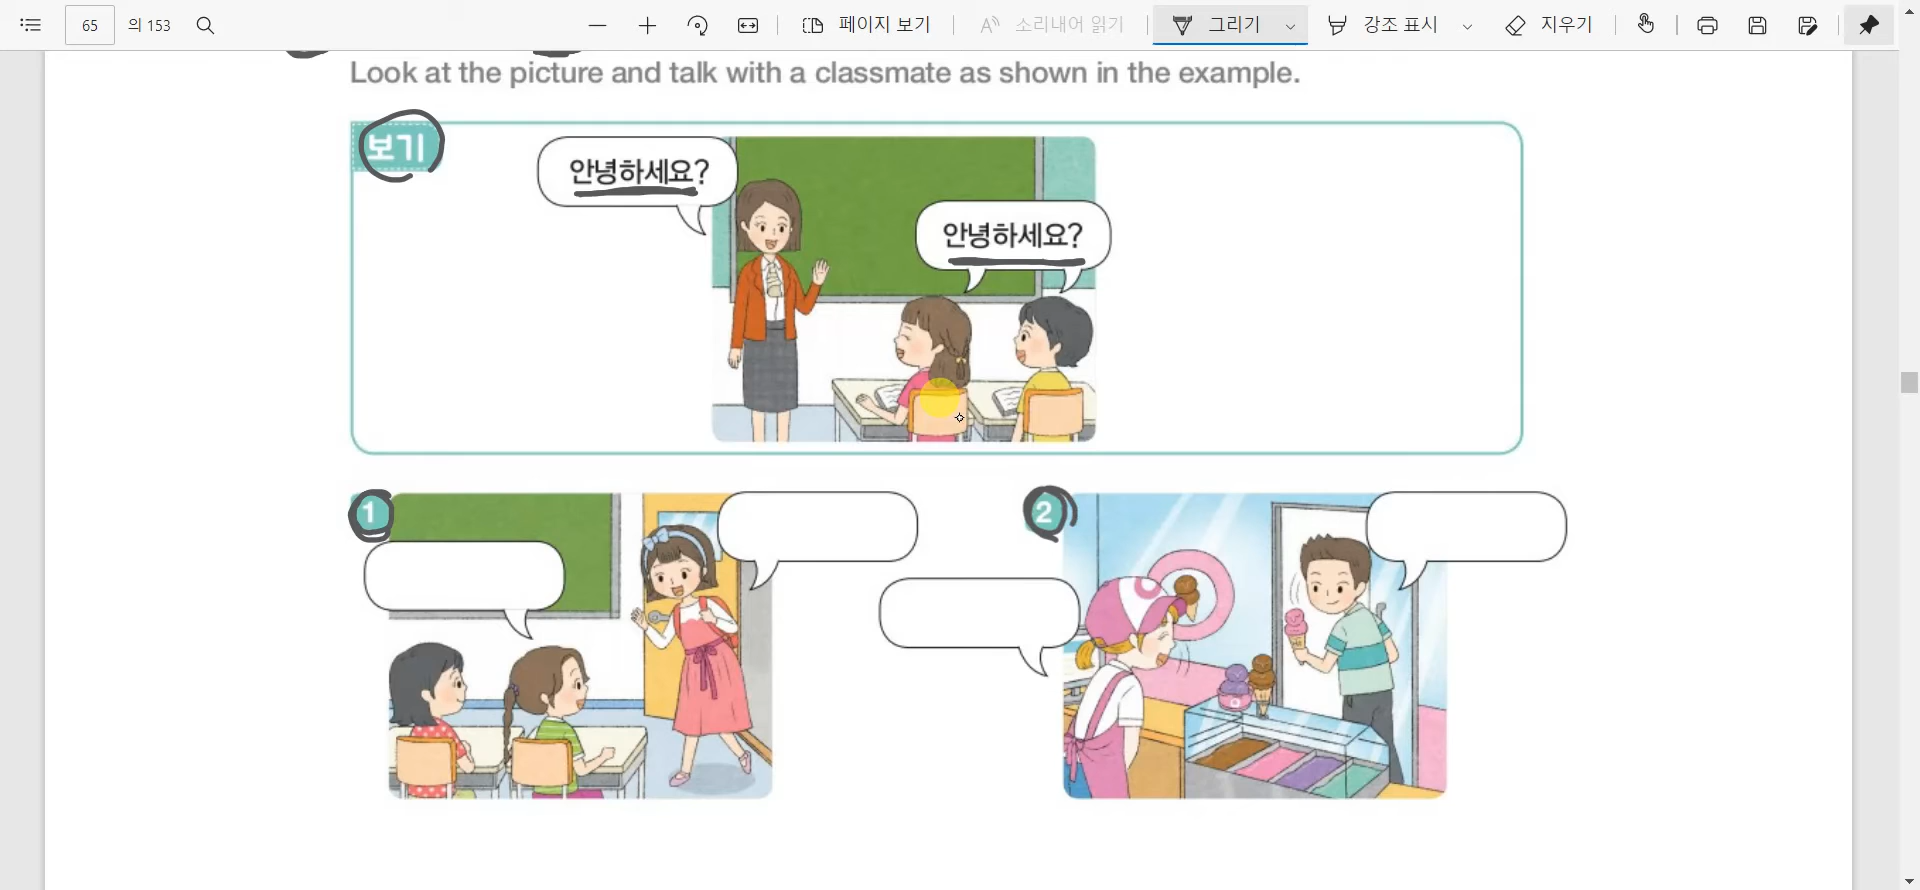 65 의 153 페이지 보기 소리내어 읽기 그리기 강조 표시 지우기
Look at the picture and talk with a classmate as shown in the example.
보기
안녕하세요?
안녕하세요?
1
2